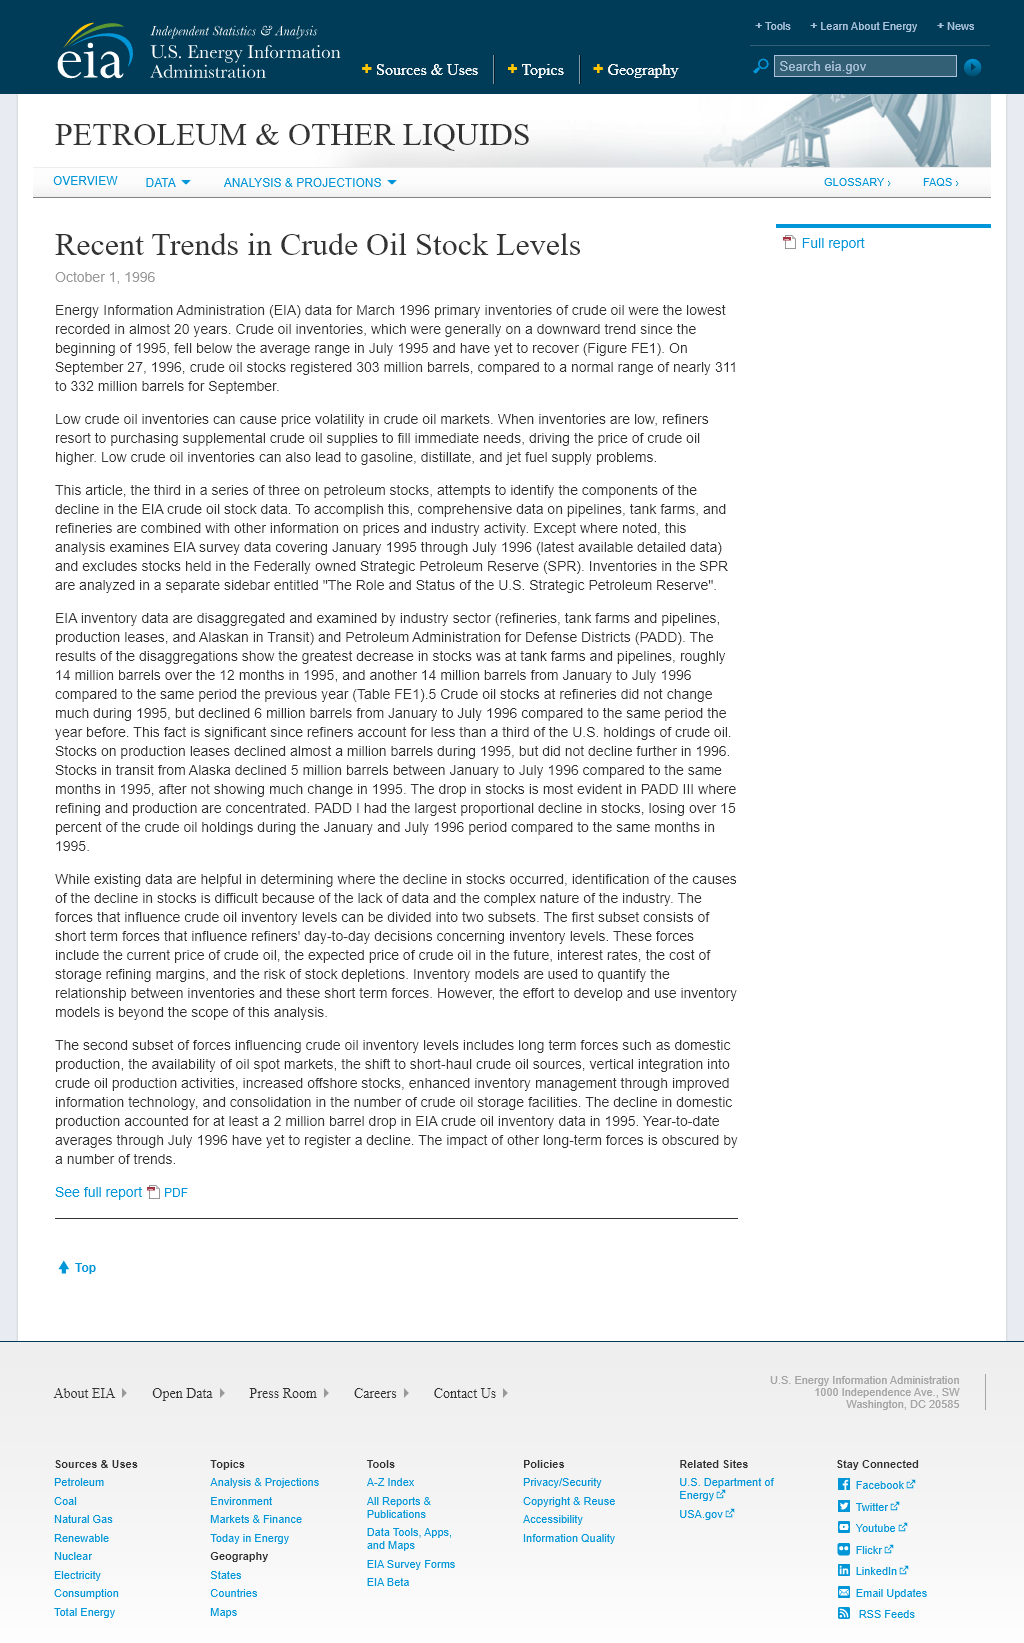 + Tools + Learn About Energy + News
Independent Statistics & Analysis
eia U.S. Energy Information
Administration
+ Sources & Uses + Topics + Geography
Search eia.gov
PETROLEUM & OTHER LIQUIDS
OVERVIEW DATA ANALYSIS & PROJECTIONS GLOSSARY › FAQS ›
Recent Trends in Crude Oil Stock Levels
Full report
October 1, 1996
Energy Information Administration (EIA) data for March 1996 primary inventories of crude oil were the lowest
recorded in almost 20 years. Crude oil inventories, which were generally on a downward trend since the
beginning of 1995, fell below the average range in July 1995 and have yet to recover (Figure FE1). On
September 27, 1996, crude oil stocks registered 303 million barrels, compared to a normal range of nearly 311
to 332 million barrels for September.
Low crude oil inventories can cause price volatility in crude oil markets. When inventories are low, refiners
resort to purchasing supplemental crude oil supplies to fill immediate needs, driving the price of crude oil
higher. Low crude oil inventories can also lead to gasoline, distillate, and jet fuel supply problems.
This article, the third in a series of three on petroleum stocks, attempts to identify the components of the
decline in the EIA crude oil stock data. To accomplish this, comprehensive data on pipelines, tank farms, and
refineries are combined with other information on prices and industry activity. Except where noted, this
analysis examines EIA survey data covering January 1995 through July 1996 (latest available detailed data)
and excludes stocks held in the Federally owned Strategic Petroleum Reserve (SPR). Inventories in the SPR
are analyzed in a separate sidebar entitled "The Role and Status of the U.S. Strategic Petroleum Reserve".
EIA inventory data are disaggregated and examined by industry sector (refineries, tank farms and pipelines,
production leases, and Alaskan in Transit) and Petroleum Administration for Defense Districts (PADD). The
results of the disaggregations show the greatest decrease in stocks was at tank farms and pipelines, roughly
14 million barrels over the 12 months in 1995, and another 14 million barrels from January to July 1996
compared to the same period the previous year (Table FE1).5 Crude oil stocks at refineries did not change
much during 1995, but declined 6 million barrels from January to July 1996 compared to the same period the
year before. This fact is significant since refiners account for less than a third of the U.S. holdings of crude oil.
Stocks on production leases declined almost a million barrels during 1995, but did not decline further in 1996.
Stocks in transit from Alaska declined 5 million barrels between January to July 1996 compared to the same
months in 1995, after not showing much change in 1995. The drop in stocks is most evident in PADD III where
refining and production are concentrated. PADD I had the largest proportional decline in stocks, losing over 15
percent of the crude oil holdings during the January and July 1996 period compared to the same months in
1995.
While existing data are helpful in determining where the decline in stocks occurred, identification of the causes
of the decline in stocks is difficult because of the lack of data and the complex nature of the industry. The
forces that influence crude oil inventory levels can be divided into two subsets. The first subset consists of
short term forces that influence refiners' day-to-day decisions concerning inventory levels. These forces
include the current price of crude oil, the expected price of crude oil in the future, interest rates, the cost of
storage refining margins, and the risk of stock depletions. Inventory models are used to quantify the
relationship between inventories and these short term forces. However, the effort to develop and use inventory
models is beyond the scope of this analysis.
The second subset of forces influencing crude oil inventory levels includes long term forces such as domestic
production, the availability of oil spot markets, the shift to short-haul crude oil sources, vertical integration into
crude oil production activities, increased offshore stocks, enhanced inventory management through improved
information technology, and consolidation in the number of crude oil storage facilities. The decline in domestic
production accounted for at least a 2 million barrel drop in EIA crude oil inventory data in 1995. Year-to-date
averages through July 1996 have yet to register a decline. The impact of other long-term forces is obscured by
a number of trends.
See full report PDF
Top
About EIA Open Data Press Room Careers Contact Us
U.S. Energy Information Administration
1000 Independence Ave., SW
Washington, DC 20585
Sources & Uses
Petroleum
Coal
Natural Gas
Renewable
Nuclear
Electricity
Consumption
Total Energy
Topics
Analysis & Projections
Environment
Markets & Finance
Today in Energy
Geography
States
Countries
Maps
Tools
A-Z Index
All Reports &
Publications
Data Tools, Apps,
and Maps
EIA Survey Forms
EIA Beta
Policies
Privacy/Security
Copyright & Reuse
Accessibility
Information Quality
Related Sites
U.S. Department of
Energy
USA.gov
Stay Connected
Facebook
Twitter
Youtube
Flickr
LinkedIn
Email Updates
RSS Feeds